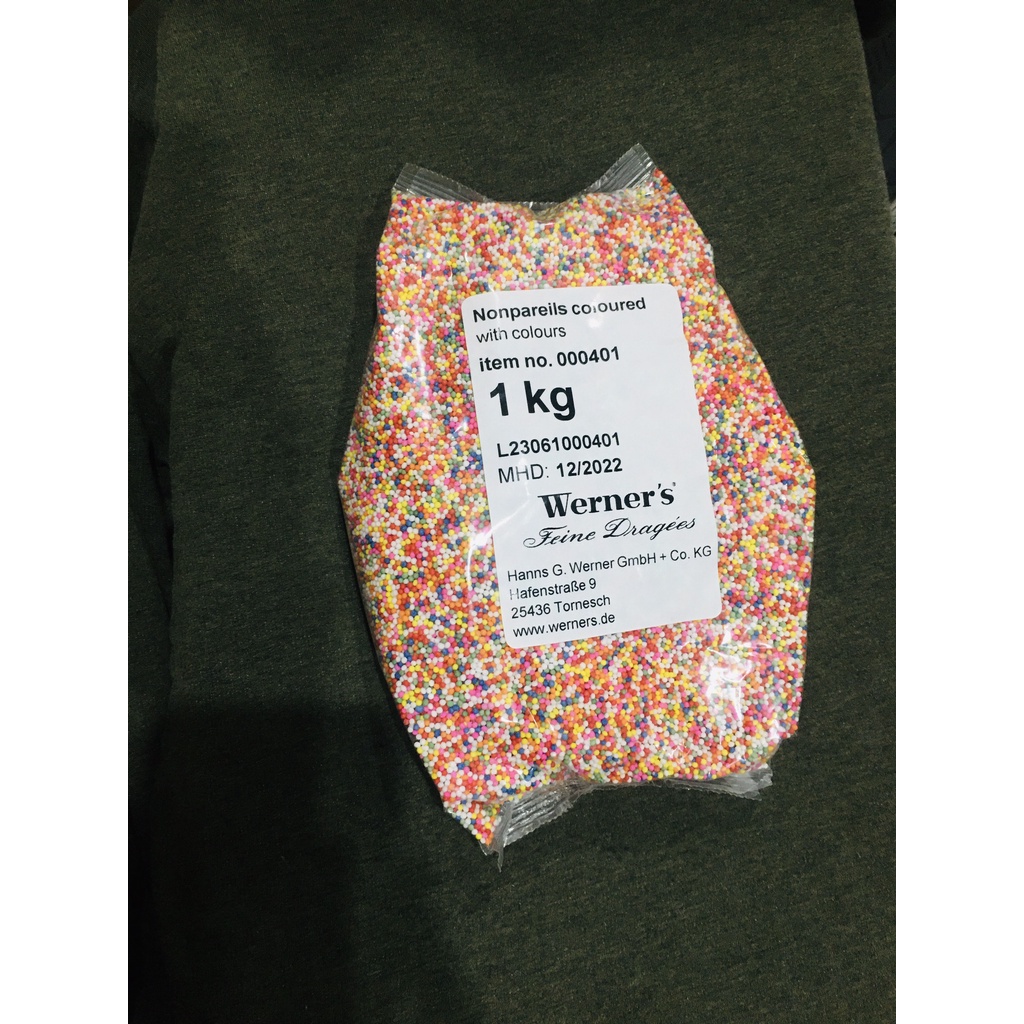 Nonpareils coloured
with colours
item no. 000401
1 kg
L23061000401
MHD: 12/2022
Werner's
Feine Dragées
Hanns G. Werner GmbH + Co. KG
Hafenstraße 9
25436 Tornesch
www.werners.de